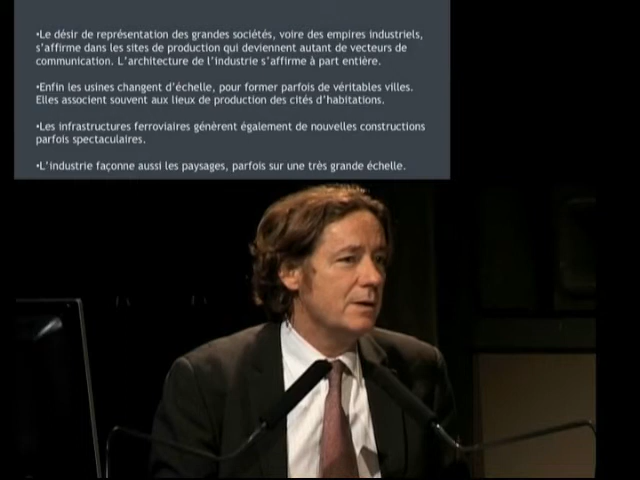 •Le désir de représentation des grandes sociétés, voire des empires industriels,
s'affirme dans les sites de production qui deviennent autant de vecteurs de
communication. L'architecture de l'industrie s'affirme à part entière.
•Enfin les usines changent d'échelle, pour former parfois de véritables villes.
Elles associent souvent aux lieux de production des cités d'habitations.
•Les infrastructures ferroviaires génèrent également de nouvelles constructions
parfois spectaculaires.
•L'industrie façonne aussi les paysages, parfois sur une très grande échelle.